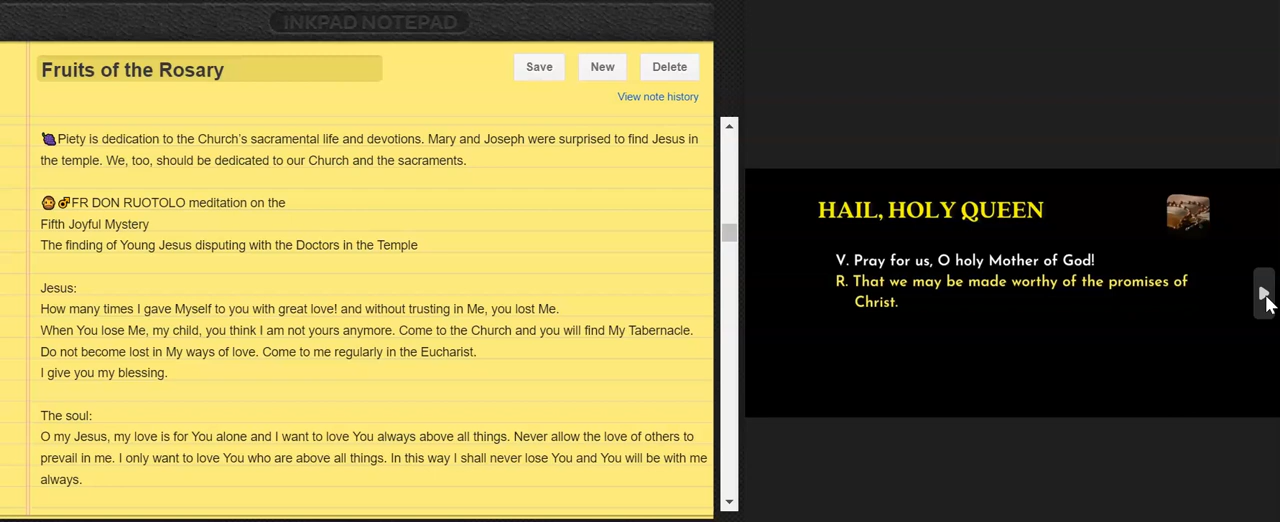 INKPAD NOTEPAD
Fruits of the Rosary
Save
New
Delete
View note history
🍇Piety is dedication to the Church's sacramental life and devotions. Mary and Joseph were surprised to find Jesus in
the temple. We, too, should be dedicated to our Church and the sacraments.
FR DON RUOTOLO meditation on the
Fifth Joyful Mystery
The finding of Young Jesus disputing with the Doctors in the Temple
Jesus:
How many times I gave Myself to you with great love! and without trusting in Me, you lost Me.
When You lose Me, my child, you think I am not yours anymore. Come to the Church and you will find My Tabernacle.
Do not become lost in My ways of love. Come to me regularly in the Eucharist.
I give you my blessing.
The soul:
O my Jesus, my love is for You alone and I want to love You always above all things. Never allow the love of others to
prevail in me. I only want to love You who are above all things. In this way I shall never lose You and You will be with me
always.
HAIL, HOLY QUEEN
V. Pray for us, O holy Mother of God!
R. That we may be made worthy of the promises of
Christ.